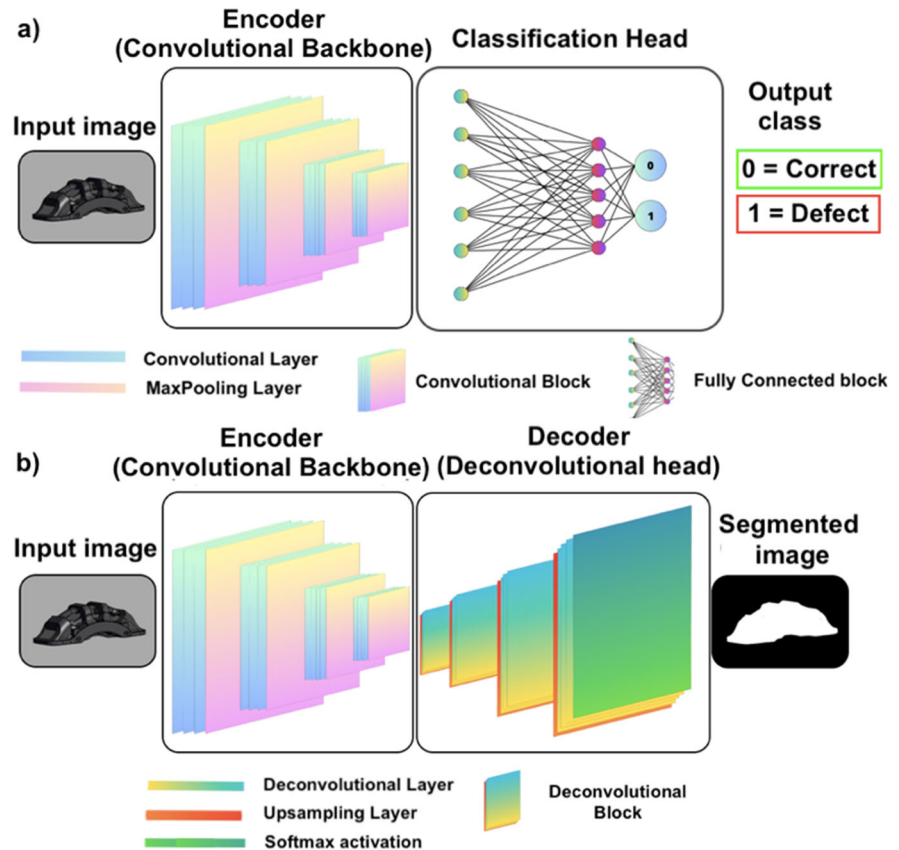 a)
Encoder
(Convolutional Backbone)
Classification Head
Input image
Output
class
0 = Correct
1 = Defect
0
1
Convolutional Layer
MaxPooling Layer
Convolutional Block
Fully Connected block
b)
Encoder
(Convolutional Backbone)
Decoder
(Deconvolutional head)
Input image
Segmented
image
Deconvolutional Layer
Upsampling Layer
Softmax activation
Deconvolutional
Block